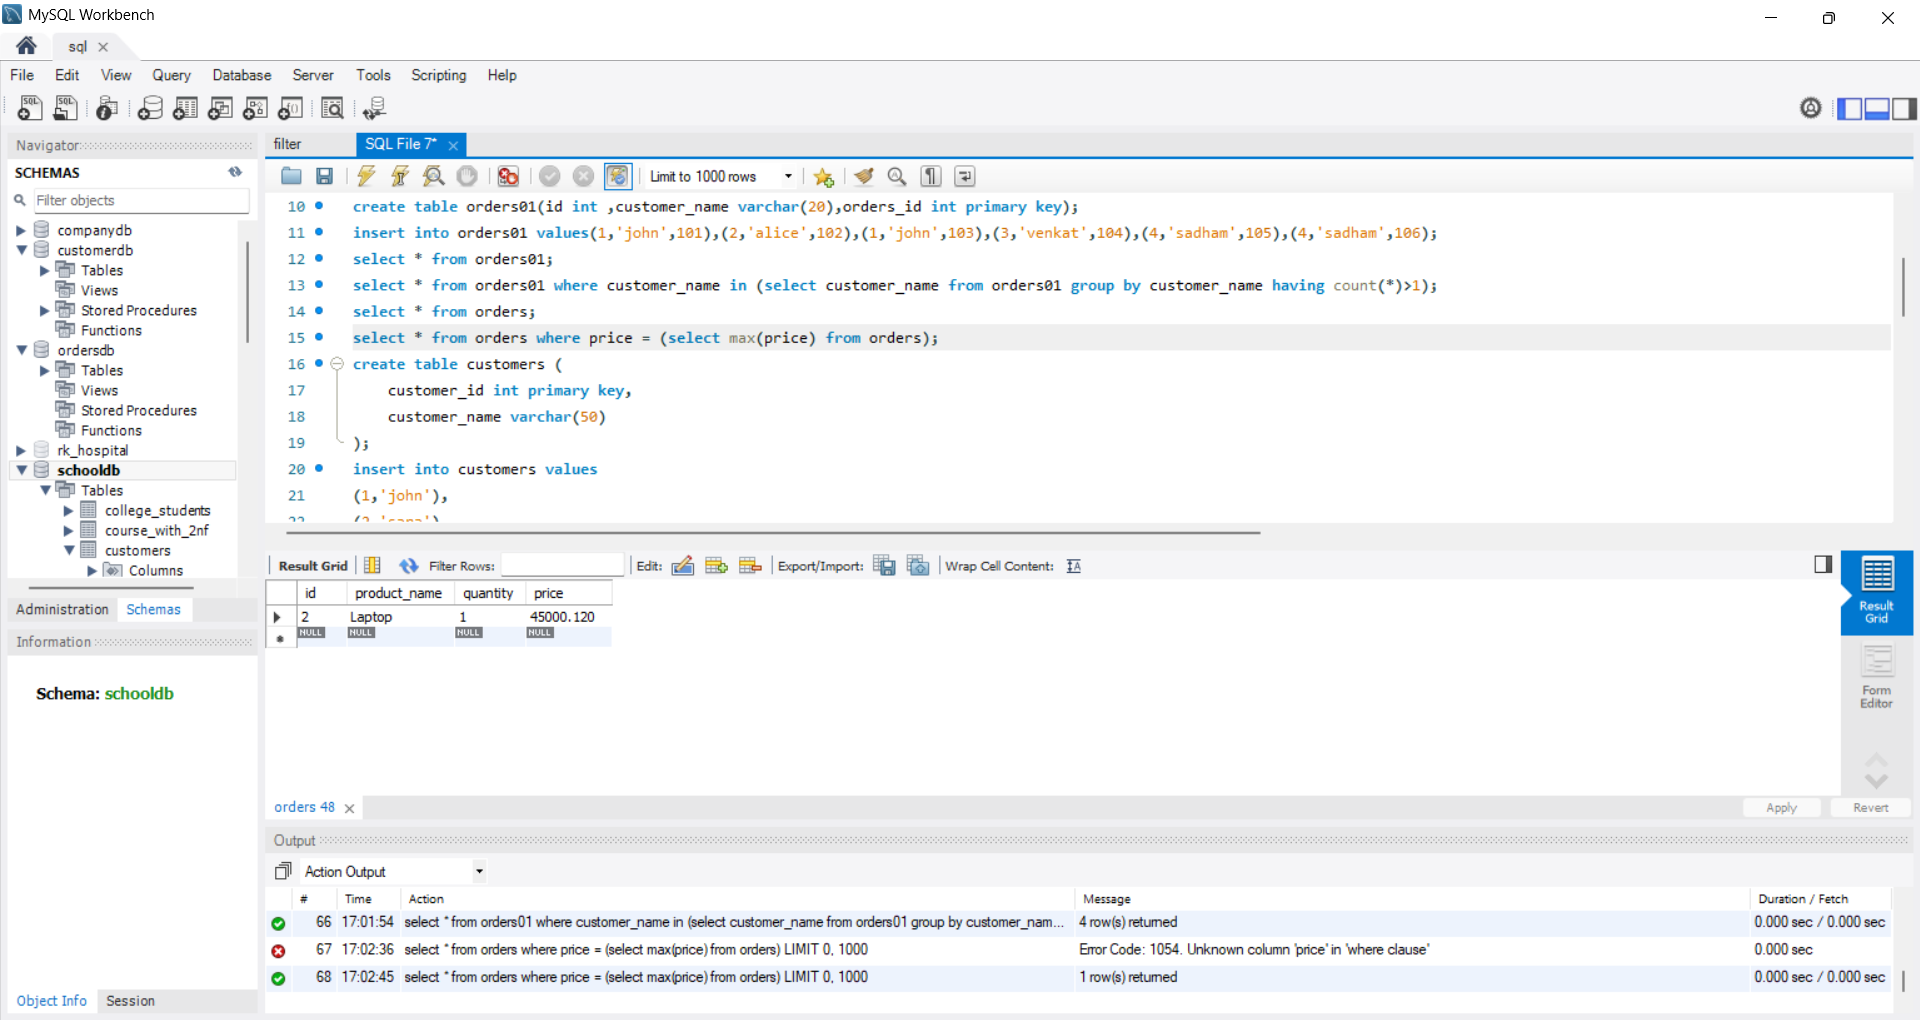 MySQL Workbench
sql
File Edit View Query Database Server Tools Scripting Help
Navigator
SCHEMAS
Filter objects
companydb
customerdb
Tables
Views
Stored Procedures
Functions
ordersdb
Tables
Views
Stored Procedures
Functions
rk_hospital
schooldb
Tables
college_students
course_with_2nf
customers
Columns
Administration Schemas
Information
Schema: schooldb
Object Info Session
filter SQL File 7*
Limit to 1000 rows
10 create table orders01(id int ,customer_name varchar(20),orders_id int primary key);
11 insert into orders01 values(1,'john',101),(2,'alice',102),(1,'john',103),(3,'venkat',104),(4,'sadham',105),(4,'sadham',106);
12 select * from orders01;
13 select * from orders01 where customer_name in (select customer_name from orders01 group by customer_name having count(*)>1);
14 select * from orders;
15 select * from orders where price = (select max(price) from orders);
16 create table customers (
17 customer_id int primary key,
18 customer_name varchar(50)
19 );
20 insert into customers values
21 (1,'john'),
22
Result Grid Filter Rows: Edit: Export/Import: Wrap Cell Content:
id product_name quantity price
2 Laptop 1 45000.120
NULL NULL NULL NULL
Result Grid
Form Editor
orders 48
Apply Revert
Output
Action Output
# Time Action Message Duration / Fetch
66 17:01:54 select * from orders01 where customer_name in (select customer_name from orders01 group by customer_nam... 4 row(s) returned 0.000 sec / 0.000 sec
67 17:02:36 select * from orders where price = (select max(price) from orders) LIMIT 0, 1000 Error Code: 1054. Unknown column 'price' in 'where clause' 0.000 sec
68 17:02:45 select * from orders where price = (select max(price) from orders) LIMIT 0, 1000 1 row(s) returned 0.000 sec / 0.000 sec